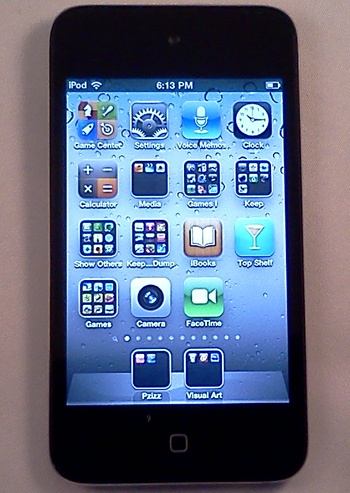 iPod 6:13 PM
Game Center Settings Voice Memos Clock
Calculator Media Games I Keep
Show Others Keep...Dump iBooks Top Shelf
Games Camera FaceTime
Pzizz Visual Art